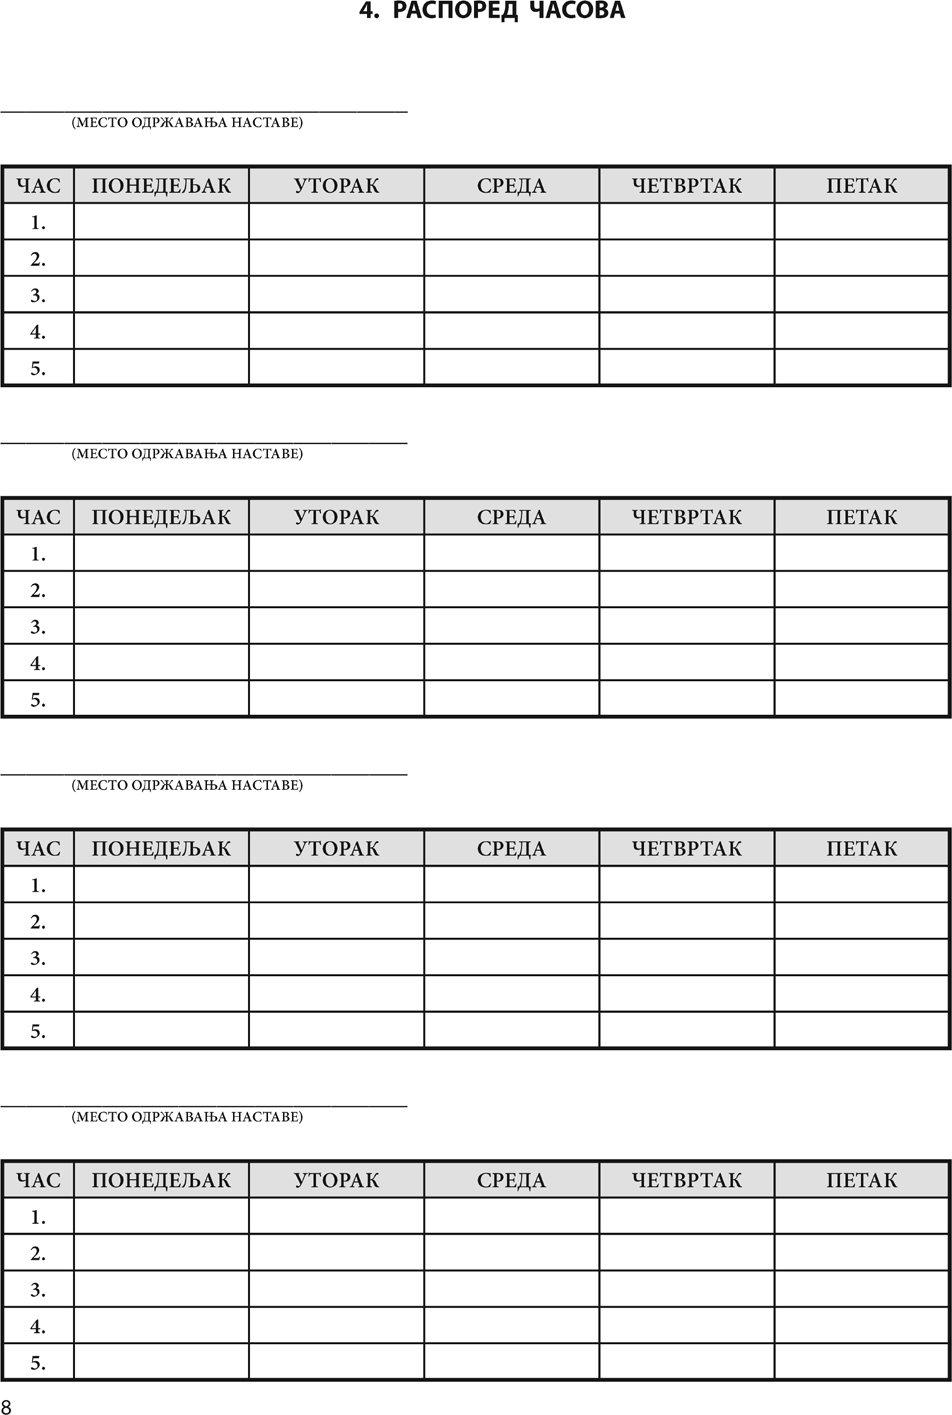 4. РАСПОРЕД ЧАСОВА
(МЕСТО ОДРЖАВАЊА НАСТАВЕ)
ЧАС ПОНЕДЕЉАК УТОРАК СРЕДА ЧЕТВРТАК ПЕТАК
1.
2.
3.
4.
5.
(МЕСТО ОДРЖАВАЊА НАСТАВЕ)
ЧАС ПОНЕДЕЉАК УТОРАК СРЕДА ЧЕТВРТАК ПЕТАК
1.
2.
3.
4.
5.
(МЕСТО ОДРЖАВАЊА НАСТАВЕ)
ЧАС ПОНЕДЕЉАК УТОРАК СРЕДА ЧЕТВРТАК ПЕТАК
1.
2.
3.
4.
5.
(МЕСТО ОДРЖАВАЊА НАСТАВЕ)
ЧАС ПОНЕДЕЉАК УТОРАК СРЕДА ЧЕТВРТАК ПЕТАК
1.
2.
3.
4.
5.
8